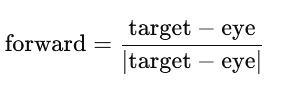 forward = target − eye / |target − eye|